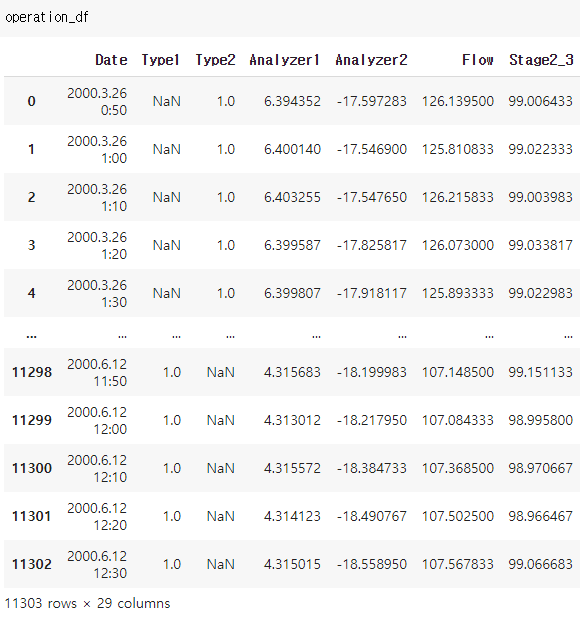 operation_df
Date Type1 Type2 Analyzer1 Analyzer2 Flow Stage2_3
0 2000.3.26 0:50 NaN 1.0 6.394352 -17.597283 126.139500 99.006433
1 2000.3.26 1:00 NaN 1.0 6.400140 -17.546900 125.810833 99.022333
2 2000.3.26 1:10 NaN 1.0 6.403255 -17.547650 126.215833 99.003983
3 2000.3.26 1:20 NaN 1.0 6.399587 -17.825817 126.073000 99.033817
4 2000.3.26 1:30 NaN 1.0 6.399807 -17.918117 125.893333 99.022983
... ... ... ... ... ... ... ...
11298 2000.6.12 11:50 1.0 NaN 4.315683 -18.199983 107.148500 99.151133
11299 2000.6.12 12:00 1.0 NaN 4.313012 -18.217950 107.084333 98.995800
11300 2000.6.12 12:10 1.0 NaN 4.315572 -18.384733 107.368500 98.970667
11301 2000.6.12 12:20 1.0 NaN 4.314123 -18.490767 107.502500 98.966467
11302 2000.6.12 12:30 1.0 NaN 4.315015 -18.558950 107.567833 99.066683
11303 rows × 29 columns